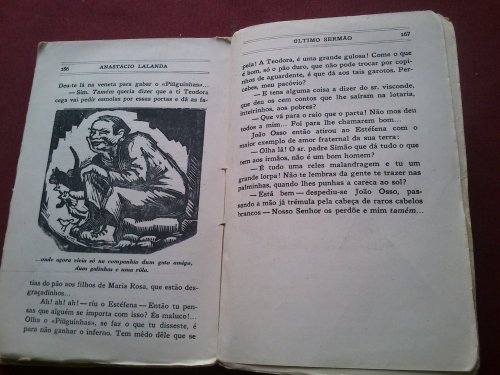 166 ANASTÁCIO LALANDA
Deu-te lá na veneta para gabar o «Piúguinhas»...
— Sim. Tamém queria dizer que a ti Teodora
cega vai pedir esmolas por essas portas e dá as fa-
...onde agora vivia só na companhia dum gato amigo,
duas galinhas e uma rôla.
tias do pão aos filhos de Maria Rosa, que estão des-
graçadinhos...
Ah! ah! ah! — riu o Estéfena — Então tu pen-
sas que alguém se importa com isso? És maluco!...
Olha o «Piúguinhas», se faz o que tu disseste, é
para não ganhar o inferno. Tem mêdo dêle que se
ÚLTIMO SERMÃO 167
pela! A Teodora, é uma grande gulosa! Como o que
é bom, só o pão duro, que não pode trocar por copi-
nhos de aguardente, é que dá aos tais garotos. Per-
cebes, meu pacóvio?
— E tens alguma coisa a dizer do sr. visconde,
que deu os cem contos que lhe saíram na lotaria,
inteirinhos, aos pobres?
— Que vá para o raio que o parta! Não mos deu
todos a mim... Foi para lhe chamarem bom...
João Osso então atirou ao Estéfena com o
maior exemplo de amor fraternal da sua terra:
— Olha lá! O sr. padre Simão que dá tudo o que
tem aos irmãos, não é um bom homem?
— É tudo uma reles malandragem e tu um
grande lorpa! Não te lembras da gente te trazer nas
palminhas, quando lhes punhas a careca ao sol?
— Está bem — despediu-se João Osso, pas-
sando a mão já trémula pela cabeça de raros cabelos
brancos — Nosso Senhor os perdôe e mim tamém...